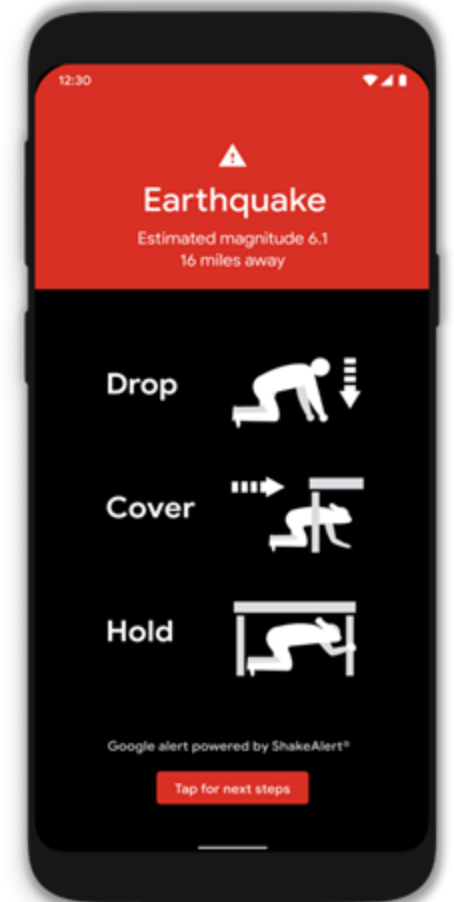 12:30
Earthquake
Estimated magnitude 6.1
16 miles away
Drop
Cover
Hold
Google alert powered by ShakeAlert®
Tap for next steps